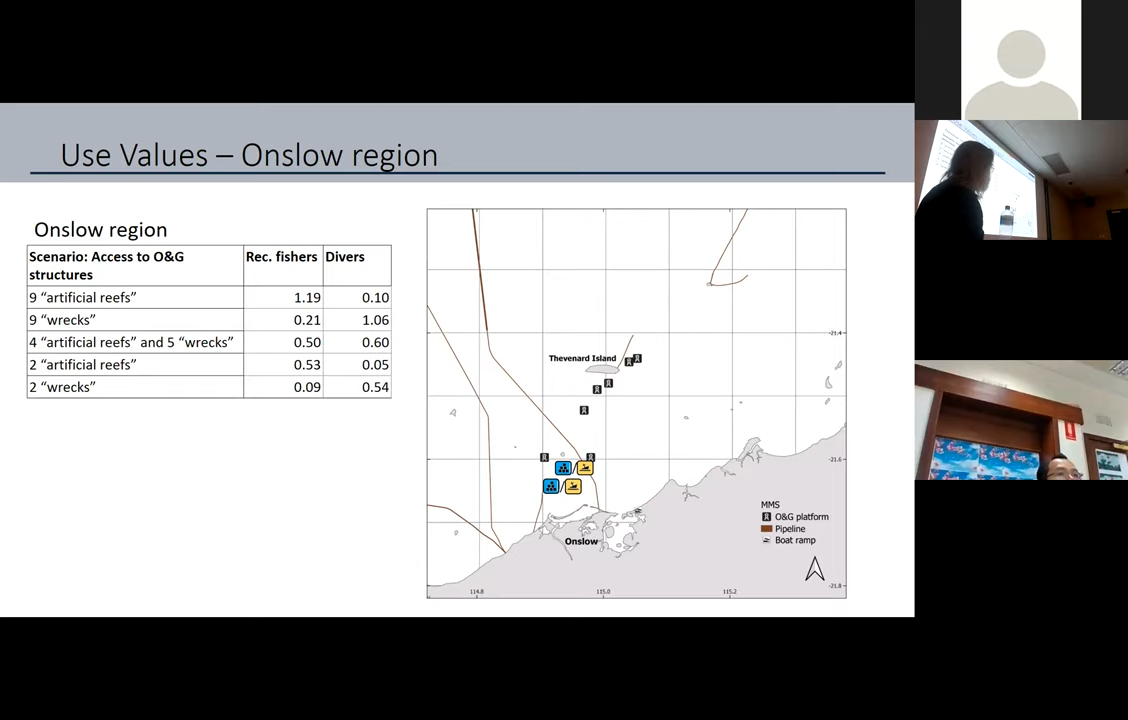 Use Values – Onslow region
Onslow region
Scenario: Access to O&G structures Rec. fishers Divers
9 “artificial reefs” 1.19 0.10
9 “wrecks” 0.21 1.06
4 “artificial reefs” and 5 “wrecks” 0.50 0.60
2 “artificial reefs” 0.53 0.05
2 “wrecks” 0.09 0.54
Thevenard Island
Onslow
-21.4
-21.6
-21.8
114.8 115.0 115.2
MMS
O&G platform
Pipeline
Boat ramp